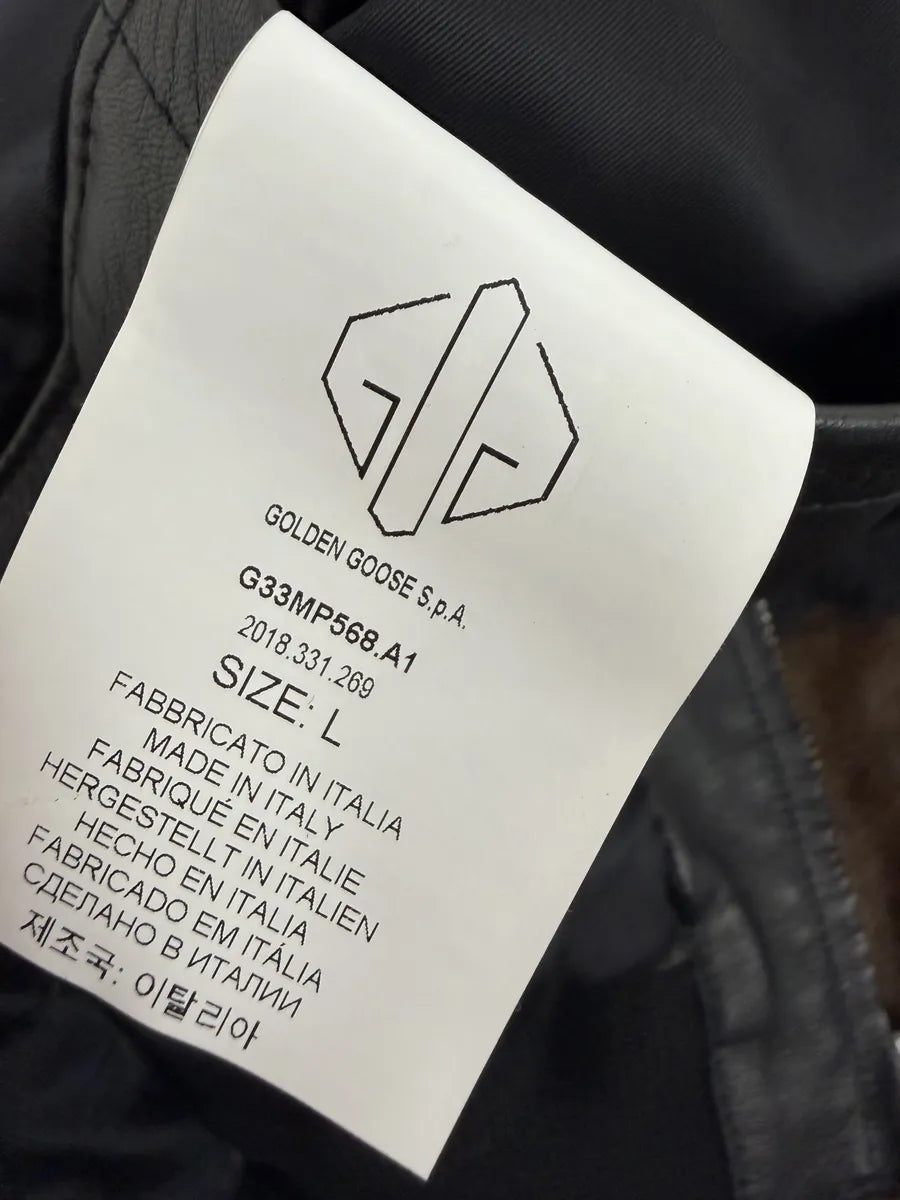 GOLDEN GOOSE S.p.A.
G33MP568.A1
2018.331.269
SIZE: L
FABBRICATO IN ITALIA
MADE IN ITALY
FABRIQUÉ EN ITALIE
HERGESTELLT IN ITALIEN
HECHO EN ITALIA
FABRICADO EM ITÁLIA
СДЕЛАНО В ИТАЛИИ
제조국: 이탈리아